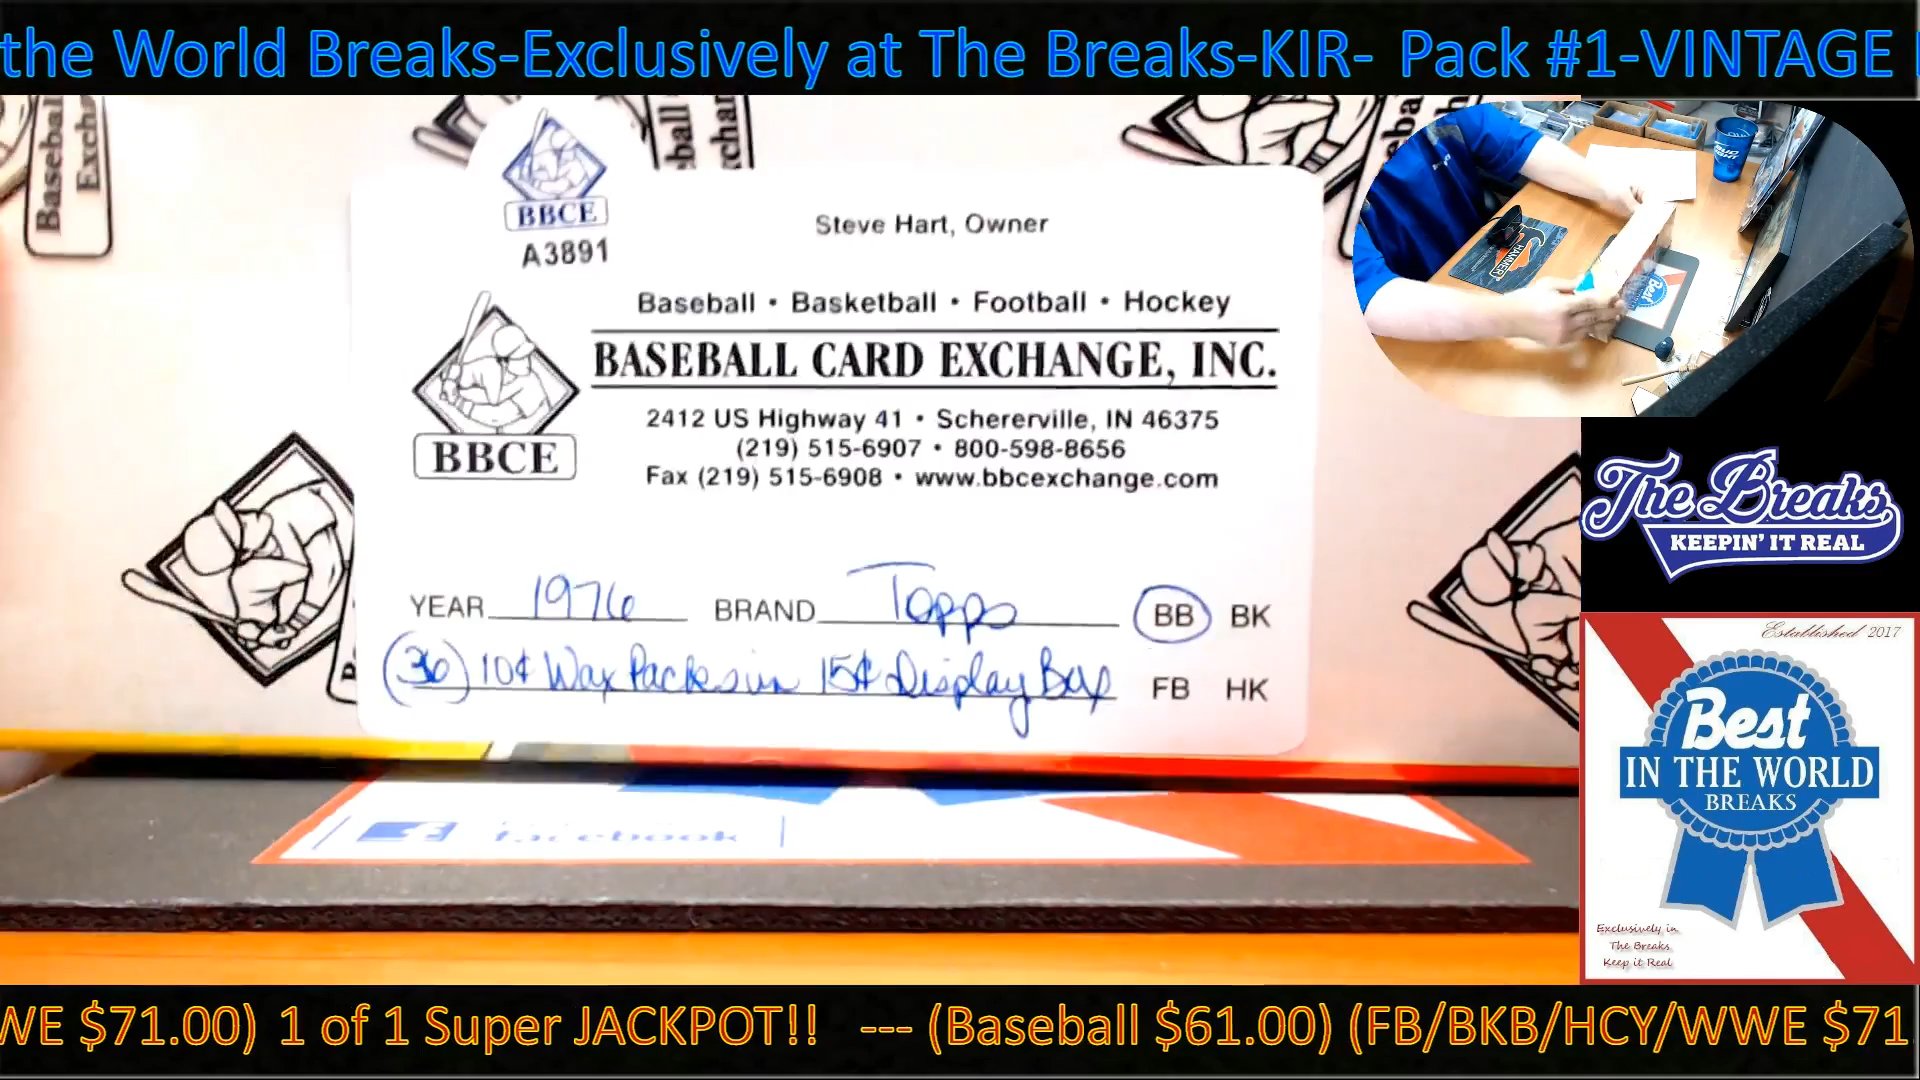 the World Breaks-Exclusively at The Breaks-KIR- Pack #1-VINTAGE
Baseball
Exch
BBCE
A3891
Steve Hart, Owner
Baseball • Basketball • Football • Hockey
BASEBALL CARD EXCHANGE, INC.
BBCE
2412 US Highway 41 • Schererville, IN 46375
(219) 515-6907 • 800-598-8656
Fax (219) 515-6908 • www.bbcexchange.com
YEAR 1976 BRAND Topps BB BK
(36) 10¢ Wax Packs in 15¢ Display Box FB HK
facebook
HAMMER
Best
The Breaks
KEEPIN' IT REAL
Established 2017
Best
IN THE WORLD
BREAKS
Exclusively in
The Breaks
Keep it Real
WE $71.00) 1 of 1 Super JACKPOT!! --- (Baseball $61.00) (FB/BKB/HCY/WWE $71